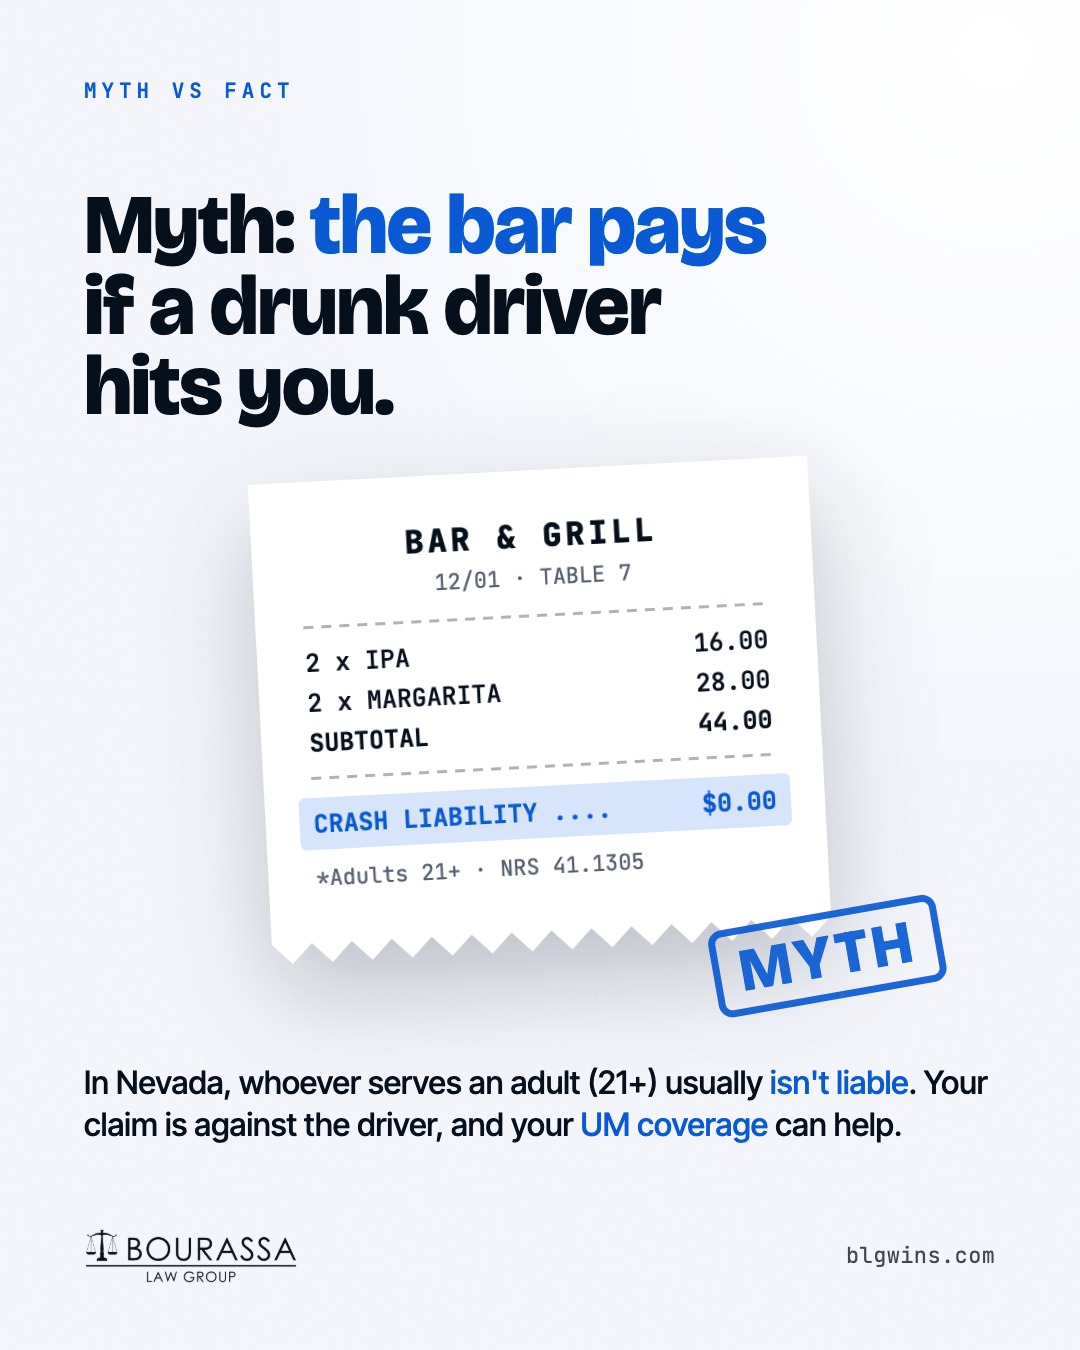 MYTH VS FACT
Myth: the bar pays
if a drunk driver
hits you.
BAR & GRILL
12/01 · TABLE 7
2 x IPA 16.00
2 x MARGARITA 28.00
SUBTOTAL 44.00
CRASH LIABILITY .... $0.00
*Adults 21+ · NRS 41.1305
MYTH
In Nevada, whoever serves an adult (21+) usually isn't liable. Your
claim is against the driver, and your UM coverage can help.
BOURASSA
LAW GROUP
blgwins.com